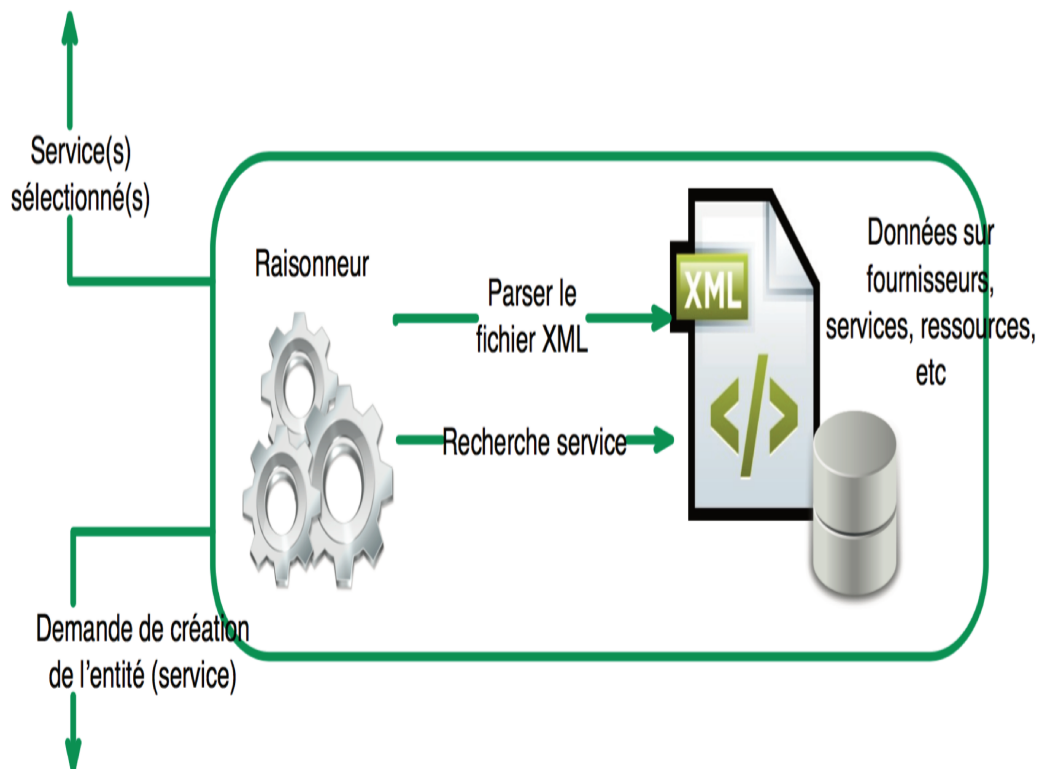 Service(s)
sélectionné(s)
Raisonneur
Parser le
fichier XML
Recherche service
XML
</>
Données sur
fournisseurs,
services, ressources,
etc
Demande de création
de l'entité (service)